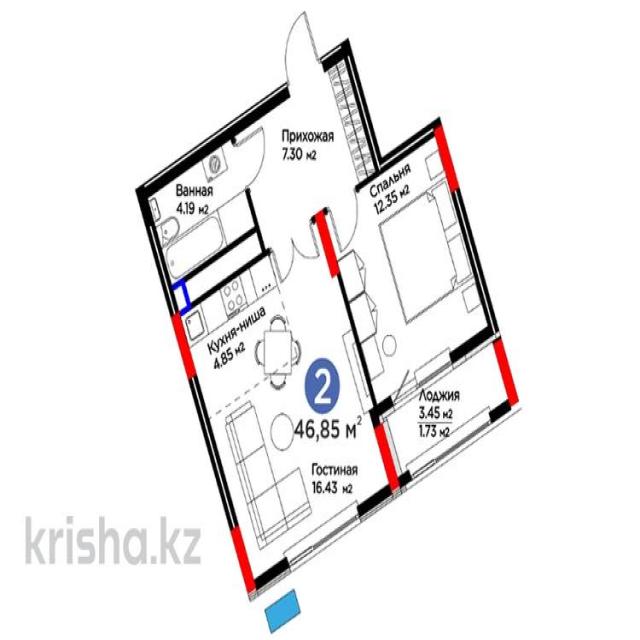 Прихожая
7.30 м2
Ванная
4.19 м2
Спальня
12.35 м2
Кухня-ниша
4.85 м2
2
46,85 м²
Лоджия
3.45 м2
1.73 м2
Гостиная
16.43 м2
krisha.kz